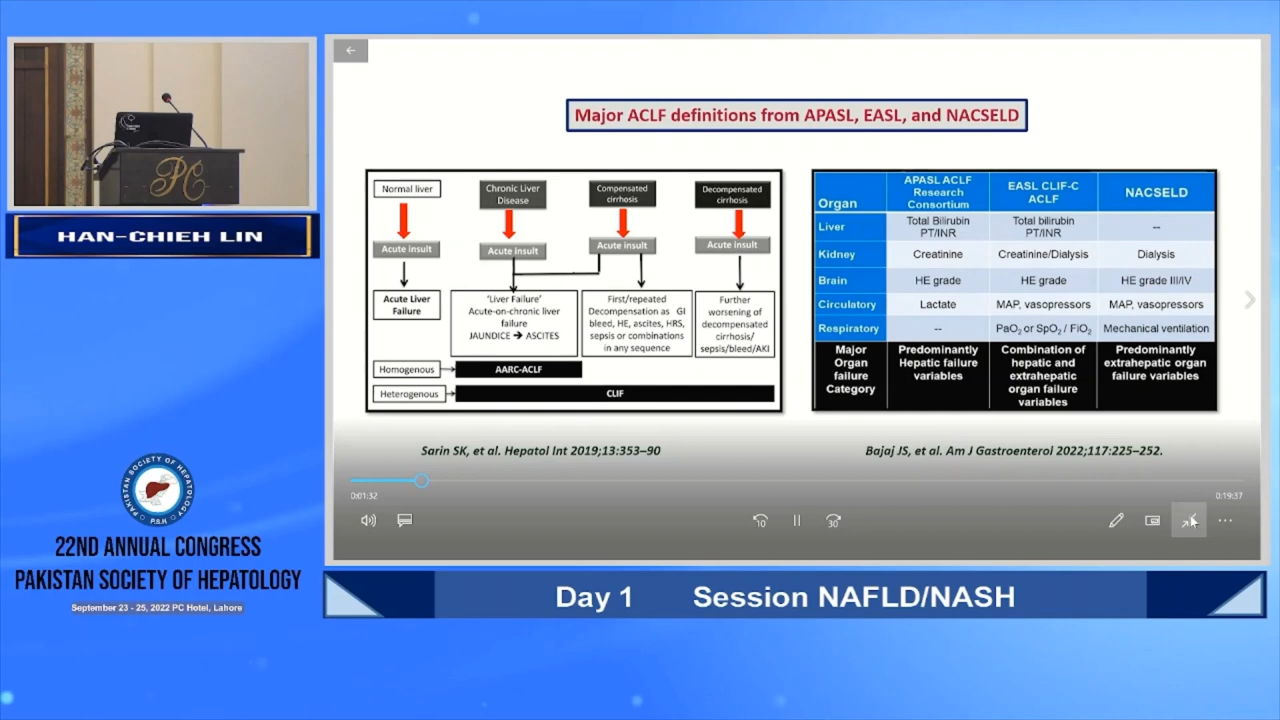 PC
HAN-CHIEH LIN
PAKISTAN SOCIETY OF HEPATOLOGY
P.S.H
22ND ANNUAL CONGRESS
PAKISTAN SOCIETY OF HEPATOLOGY
September 23 - 25, 2022 PC Hotel, Lahore
Major ACLF definitions from APASL, EASL, and NACSELD
Normal liver
Chronic Liver
Disease
Compensated
cirrhosis
Decompensated
cirrhosis
Acute insult
Acute insult
Acute insult
Acute insult
Acute Liver
Failure
'Liver Failure'
Acute-on-chronic liver
failure
JAUNDICE ➔ ASCITES
First/repeated
Decompensation as GI
bleed, HE, ascites, HRS,
sepsis or combinations
in any sequence
Further
worsening of
decompensated
cirrhosis/
sepsis/bleed/AKI
Homogenous
AARC-ACLF
Heterogenous
CLIF
Sarin SK, et al. Hepatol Int 2019;13:353–90
Organ
APASL ACLF
Research
Consortium
EASL CLIF-C
ACLF
NACSELD
Liver
Total Bilirubin
PT/INR
Total bilirubin
PT/INR
--
Kidney
Creatinine
Creatinine/Dialysis
Dialysis
Brain
HE grade
HE grade
HE grade III/IV
Circulatory
Lactate
MAP, vasopressors
MAP, vasopressors
Respiratory
--
PaO₂ or SpO₂ / FiO₂
Mechanical ventilation
Major
Organ
failure
Category
Predominantly
Hepatic failure
variables
Combination of
hepatic and
extrahepatic
organ failure
variables
Predominantly
extrahepatic organ
failure variables
Bajaj JS, et al. Am J Gastroenterol 2022;117:225–252.
0:01:32
0:19:37
10
30
Day 1 Session NAFLD/NASH